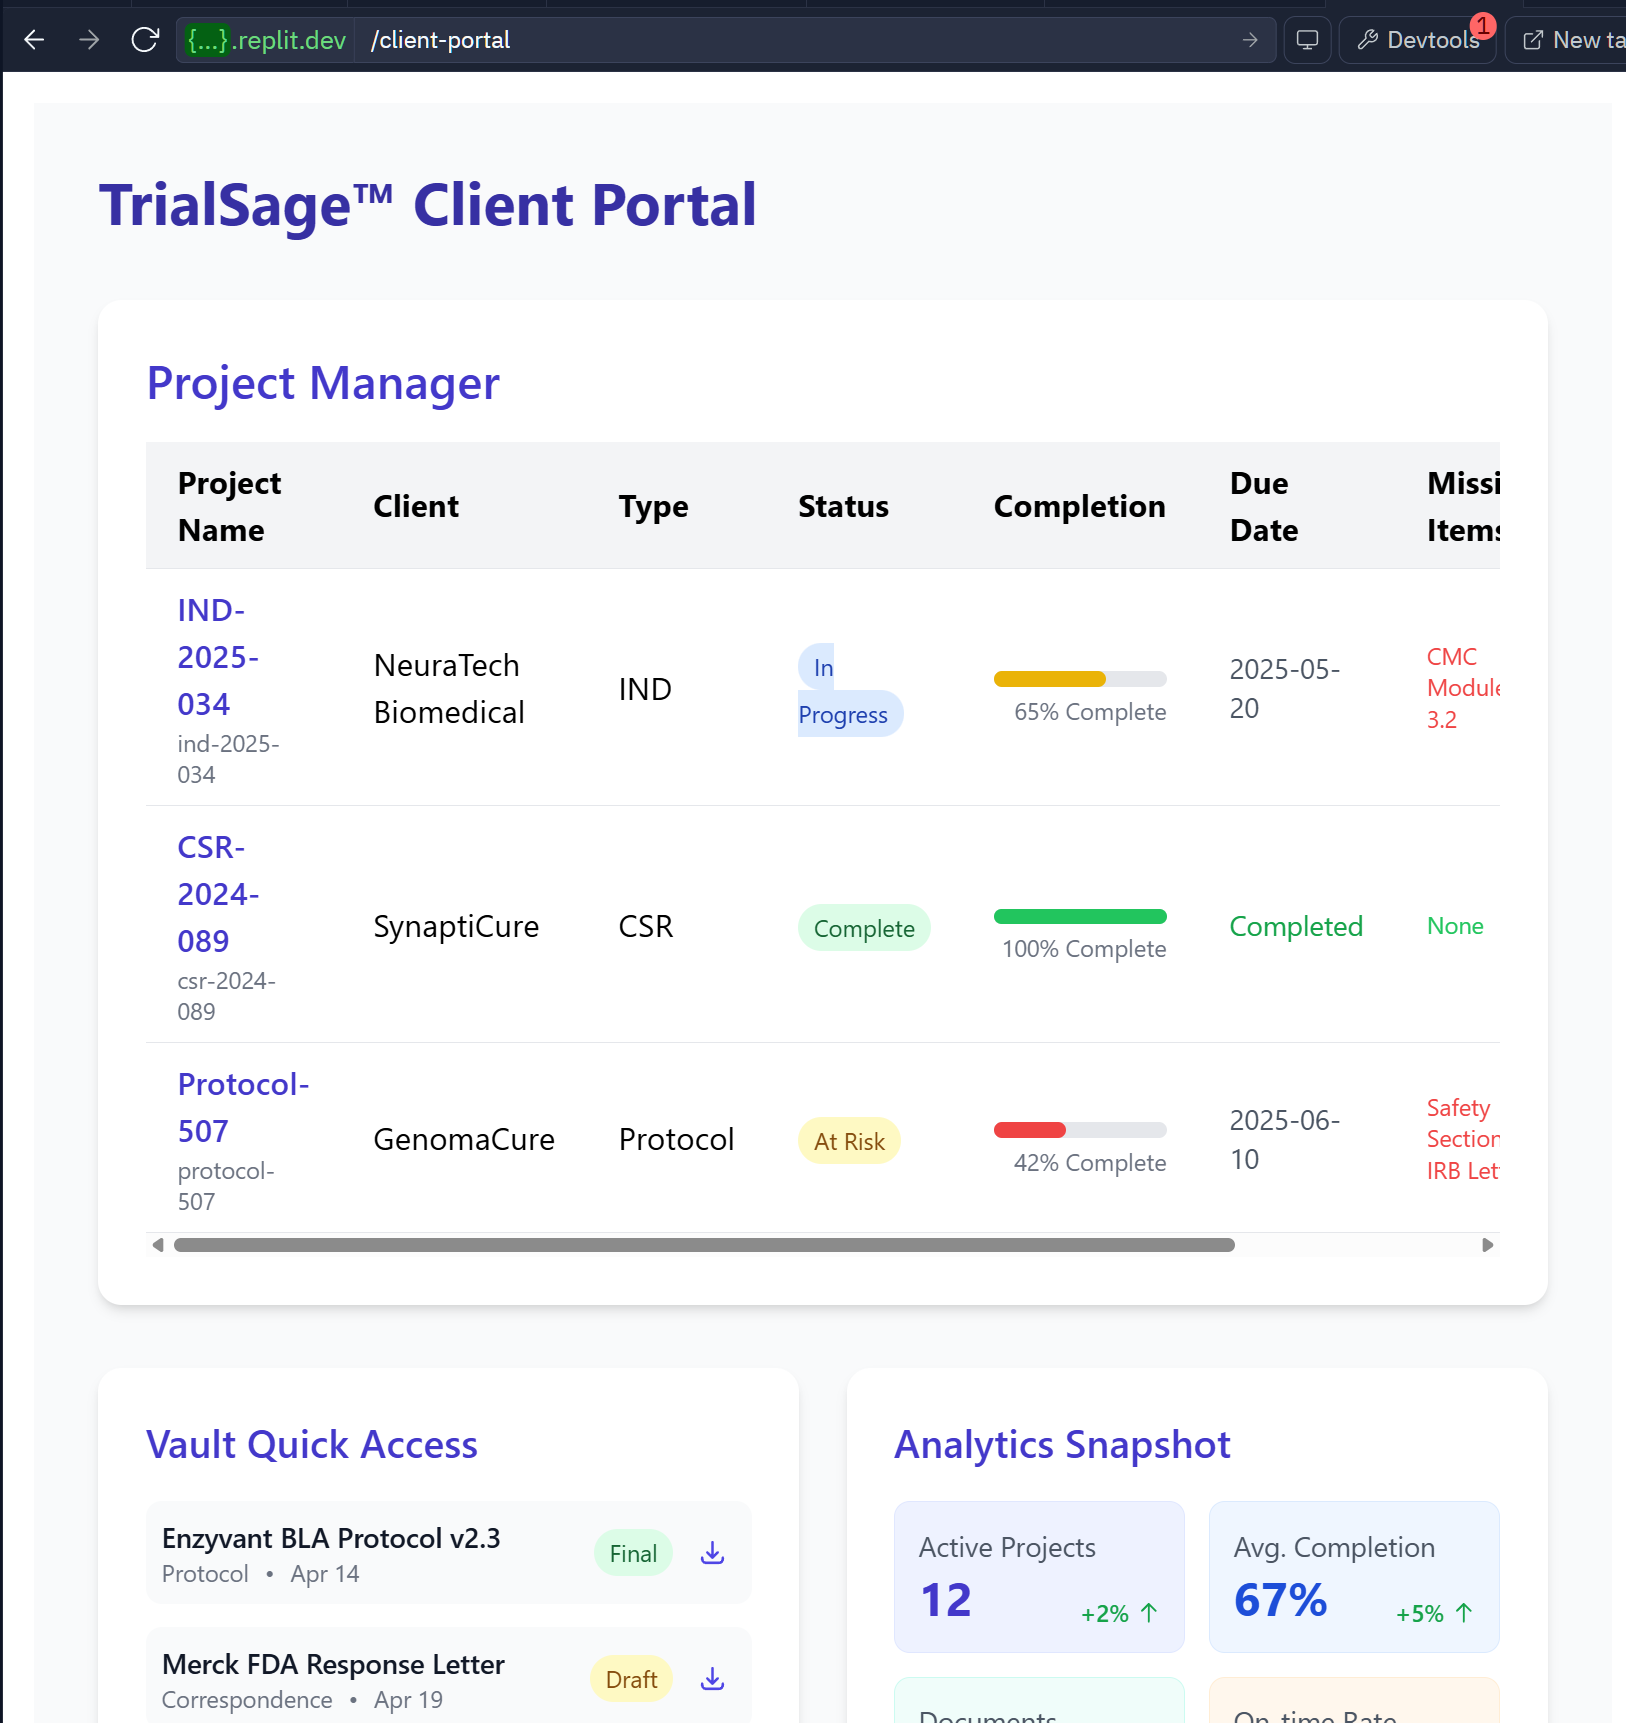 {...}.replit.dev /client-portal Devtools 1 New ta
TrialSage™ Client Portal
Project Manager
Project Name Client Type Status Completion Due Date Missi Items
IND-2025-034
ind-2025-034
NeuraTech Biomedical
IND
In Progress
65% Complete
2025-05-20
CMC Module 3.2
CSR-2024-089
csr-2024-089
SynaptiCure
CSR
Complete
100% Complete
Completed
None
Protocol-507
protocol-507
GenomaCure
Protocol
At Risk
42% Complete
2025-06-10
Safety Section IRB Let
Vault Quick Access
Enzyvant BLA Protocol v2.3
Protocol • Apr 14
Final
Merck FDA Response Letter
Correspondence • Apr 19
Draft
Analytics Snapshot
Active Projects
12 +2% ↑
Avg. Completion
67% +5% ↑
Documents
On-time Rate